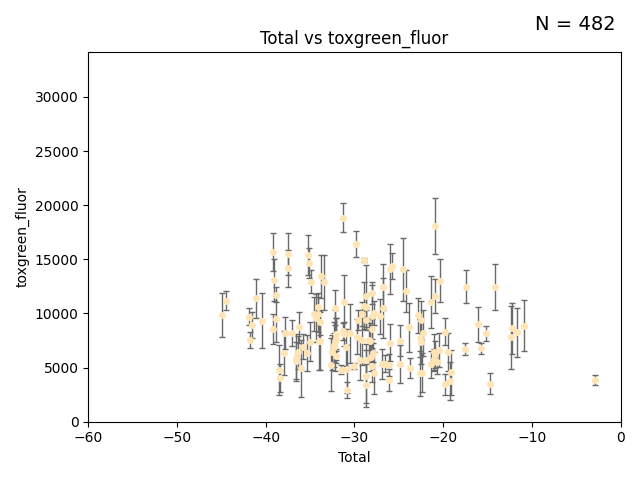 N = 482
Total vs toxgreen_fluor
toxgreen_fluor
30000
25000
20000
15000
10000
5000
0
−60 −50 −40 −30 −20 −10 0
Total